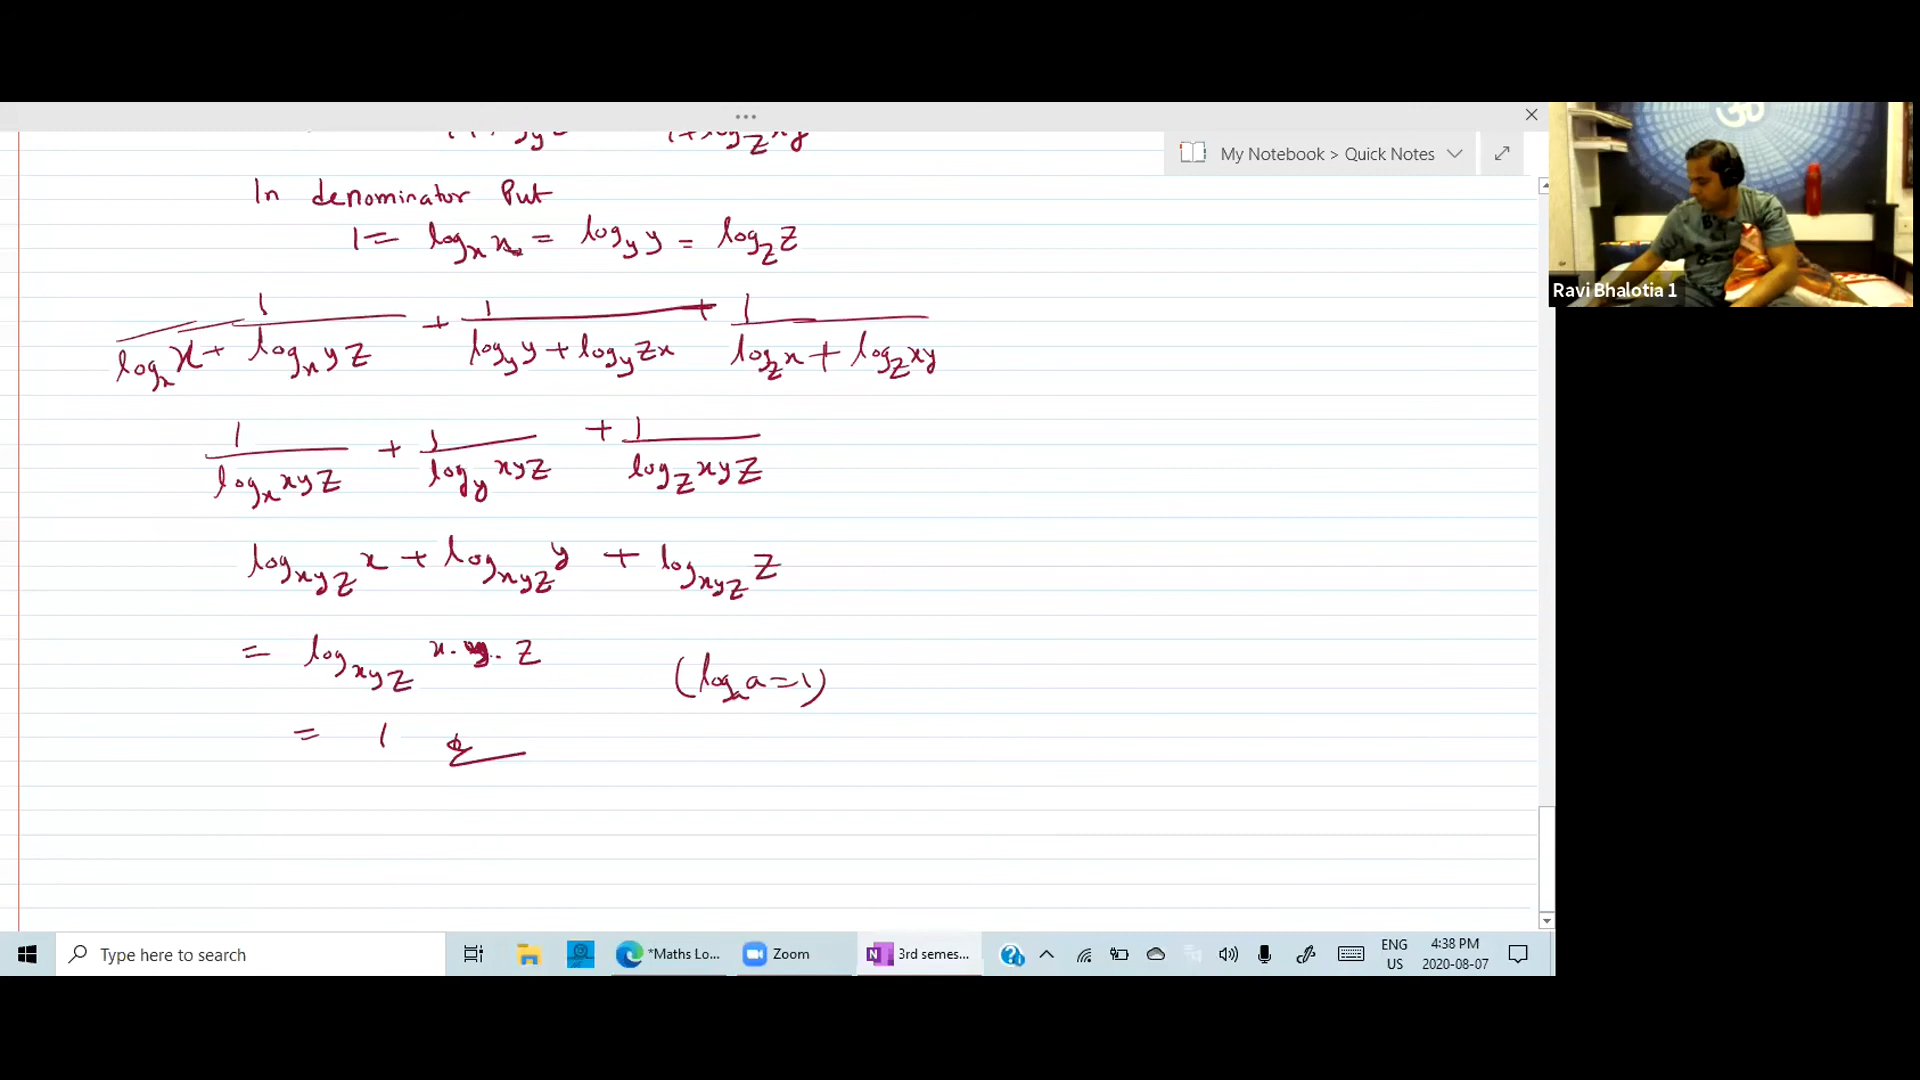 1+log_z xy
My Notebook > Quick Notes
In denominator Put
1 = log_x x = log_y y = log_z z
1/(log_x x + log_x yz) + 1/(log_y y + log_y zx) + 1/(log_z x + log_z xy)
1/(log_x xyz) + 1/(log_y xyz) + 1/(log_z xyz)
log_xyz x + log_xyz y + log_xyz z
= log_xyz x.y.z (log_a a = 1)
= 1
Ravi Bhalotia 1
Type here to search
*Maths Lo...
Zoom
3rd semes...
ENG
US
4:38 PM
2020-08-07